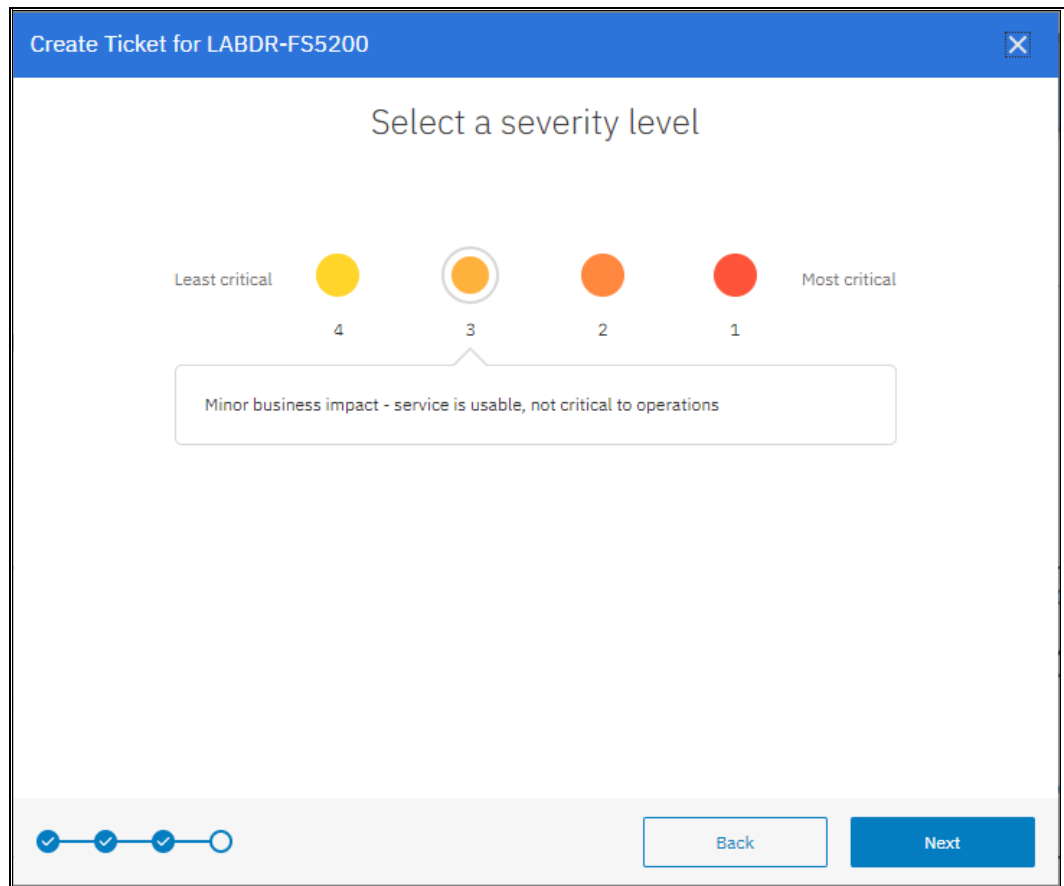 Create Ticket for LABDR-FS5200
Select a severity level
Least critical
Most critical
4 3 2 1
Minor business impact - service is usable, not critical to operations
Back Next